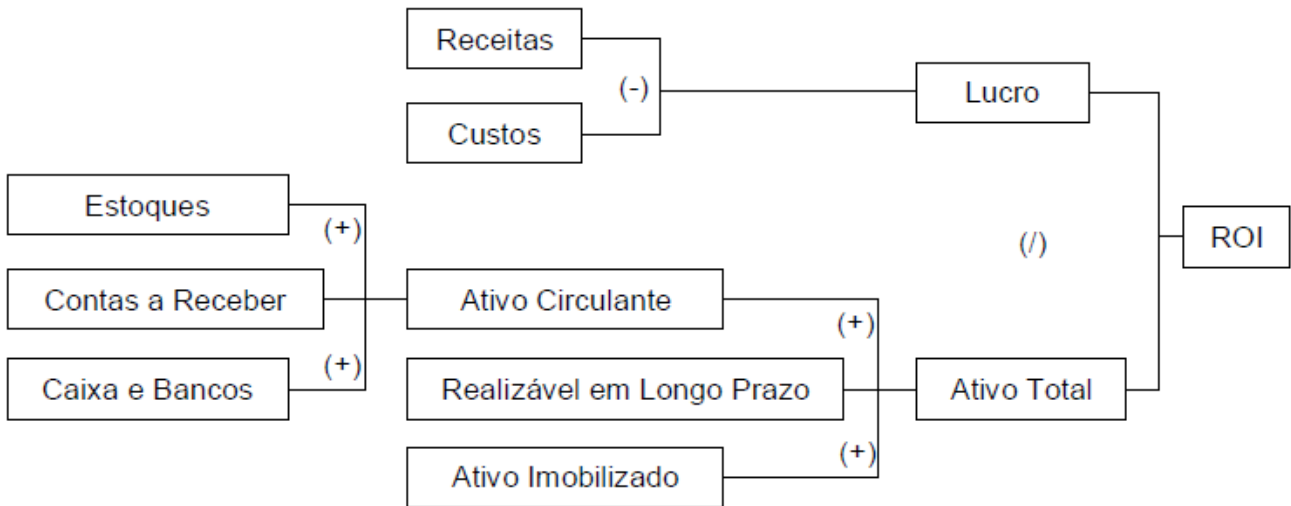 Receitas
(-)
Custos
Lucro
Estoques
(+)
Contas a Receber
(+)
Caixa e Bancos
Ativo Circulante
(+)
Realizável em Longo Prazo
(+)
Ativo Imobilizado
Ativo Total
(/)
ROI